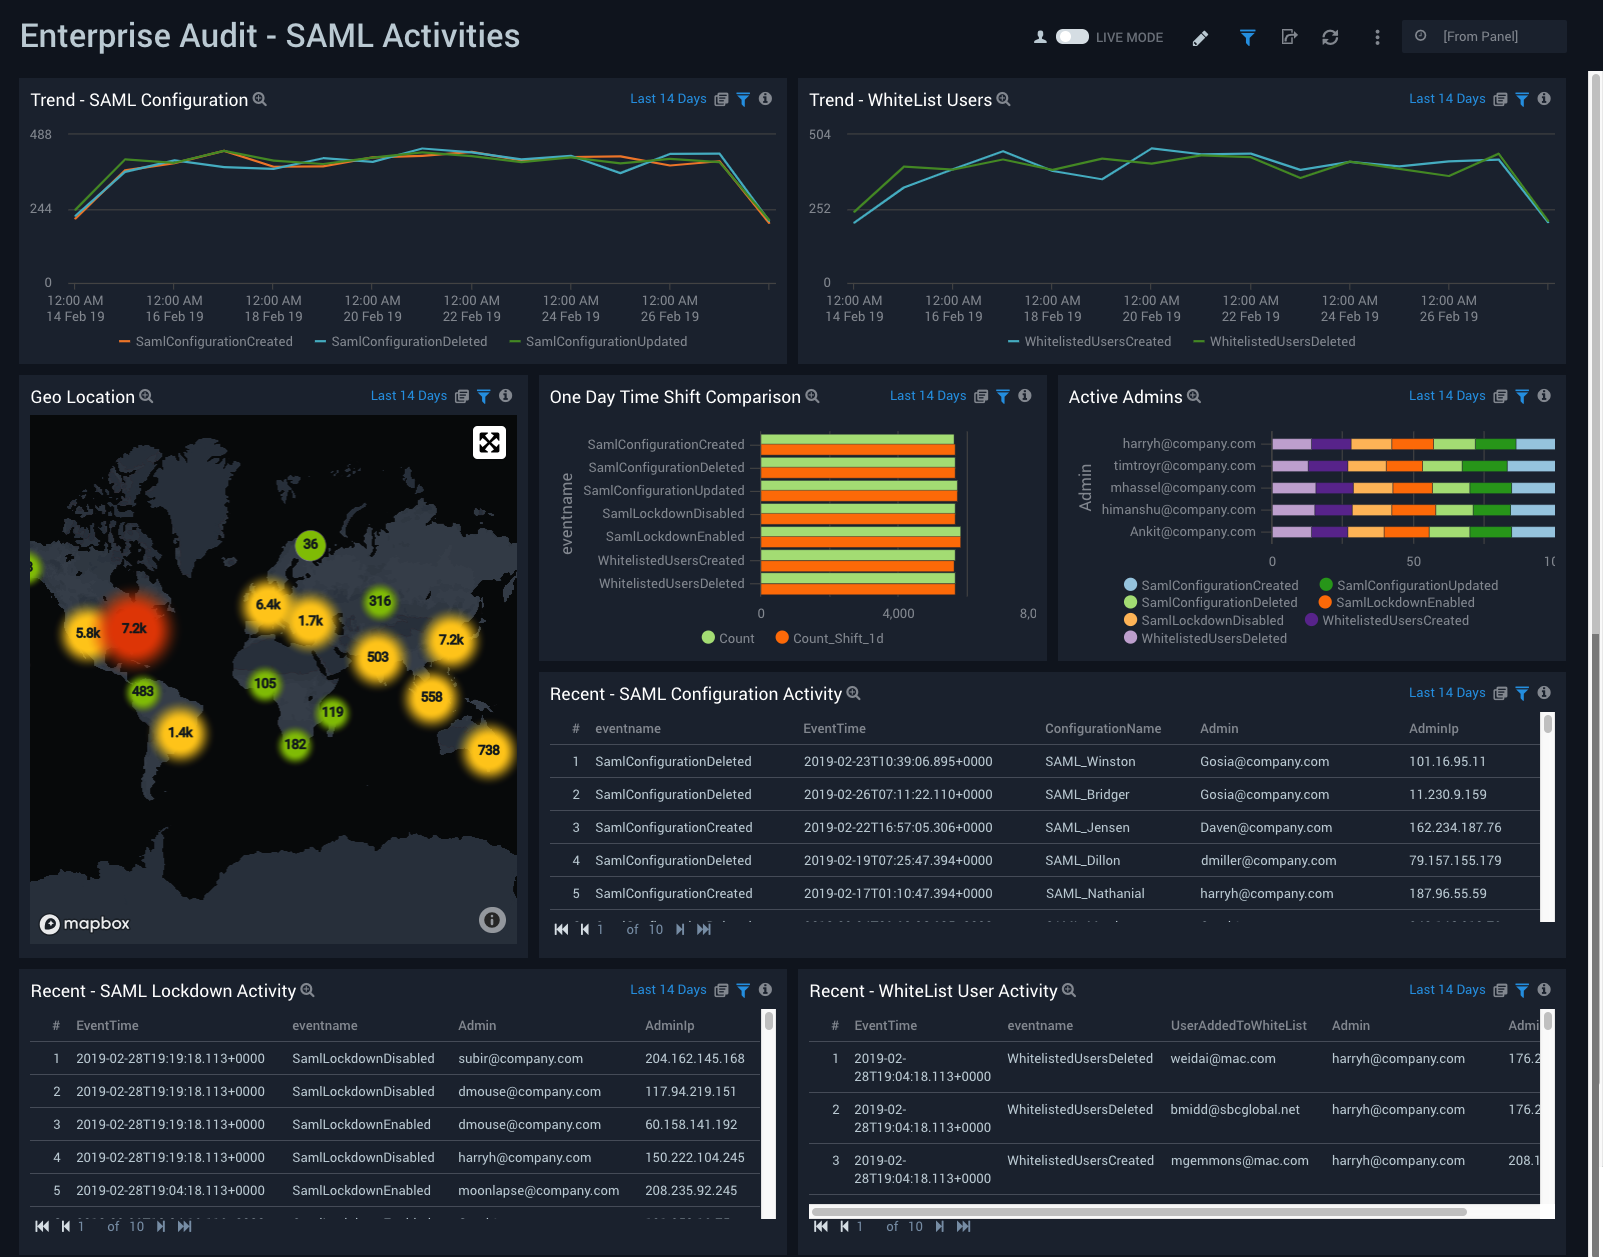 Enterprise Audit - SAML Activities
LIVE MODE
[From Panel]
Trend - SAML Configuration
Last 14 Days
488
244
0
12:00 AM 12:00 AM 12:00 AM 12:00 AM 12:00 AM 12:00 AM 12:00 AM
14 Feb 19 16 Feb 19 18 Feb 19 20 Feb 19 22 Feb 19 24 Feb 19 26 Feb 19
SamlConfigurationCreated SamlConfigurationDeleted SamlConfigurationUpdated
Trend - WhiteList Users
Last 14 Days
504
252
0
12:00 AM 12:00 AM 12:00 AM 12:00 AM 12:00 AM 12:00 AM 12:00 AM
14 Feb 19 16 Feb 19 18 Feb 19 20 Feb 19 22 Feb 19 24 Feb 19 26 Feb 19
WhitelistedUsersCreated WhitelistedUsersDeleted
Geo Location
Last 14 Days
36
316
6.4k
1.7k
5.8k
7.2k
7.2k
503
105
483
558
119
1.4k
182
738
mapbox
One Day Time Shift Comparison
Last 14 Days
eventname
SamlConfigurationCreated
SamlConfigurationDeleted
SamlConfigurationUpdated
SamlLockdownDisabled
SamlLockdownEnabled
WhitelistedUsersCreated
WhitelistedUsersDeleted
0 4,000 8,0
Count Count_Shift_1d
Active Admins
Last 14 Days
Admin
harryh@company.com
timtroyr@company.com
mhassel@company.com
himanshu@company.com
Ankit@company.com
0 50 10
SamlConfigurationCreated SamlConfigurationUpdated
SamlConfigurationDeleted SamlLockdownEnabled
SamlLockdownDisabled WhitelistedUsersCreated
WhitelistedUsersDeleted
Recent - SAML Configuration Activity
Last 14 Days
# eventname EventTime ConfigurationName Admin AdminIp
1 SamlConfigurationDeleted 2019-02-23T10:39:06.895+0000 SAML_Winston Gosia@company.com 101.16.95.11
2 SamlConfigurationDeleted 2019-02-26T07:11:22.110+0000 SAML_Bridger Gosia@company.com 11.230.9.159
3 SamlConfigurationCreated 2019-02-22T16:57:05.306+0000 SAML_Jensen Daven@company.com 162.234.187.76
4 SamlConfigurationDeleted 2019-02-19T07:25:47.394+0000 SAML_Dillon dmiller@company.com 79.157.155.179
5 SamlConfigurationCreated 2019-02-17T01:10:47.394+0000 SAML_Nathanial harryh@company.com 187.96.55.59
1 of 10
Recent - SAML Lockdown Activity
Last 14 Days
# EventTime eventname Admin AdminIp
1 2019-02-28T19:19:18.113+0000 SamlLockdownDisabled subir@company.com 204.162.145.168
2 2019-02-28T19:19:18.113+0000 SamlLockdownDisabled dmouse@company.com 117.94.219.151
3 2019-02-28T19:19:18.113+0000 SamlLockdownEnabled dmouse@company.com 60.158.141.192
4 2019-02-28T19:19:18.113+0000 SamlLockdownDisabled harryh@company.com 150.222.104.245
5 2019-02-28T19:04:18.113+0000 SamlLockdownEnabled moonlapse@company.com 208.235.92.245
1 of 10
Recent - WhiteList User Activity
Last 14 Days
# EventTime eventname UserAddedToWhiteList Admin Admi
1 2019-02- WhitelistedUsersDeleted weidai@mac.com harryh@company.com 176.2
28T19:04:18.113+0000
2 2019-02- WhitelistedUsersDeleted bmidd@sbcglobal.net harryh@company.com 176.2
28T19:04:18.113+0000
3 2019-02- WhitelistedUsersCreated mgemmons@mac.com harryh@company.com 208.1
28T19:04:18.113+0000
1 of 10